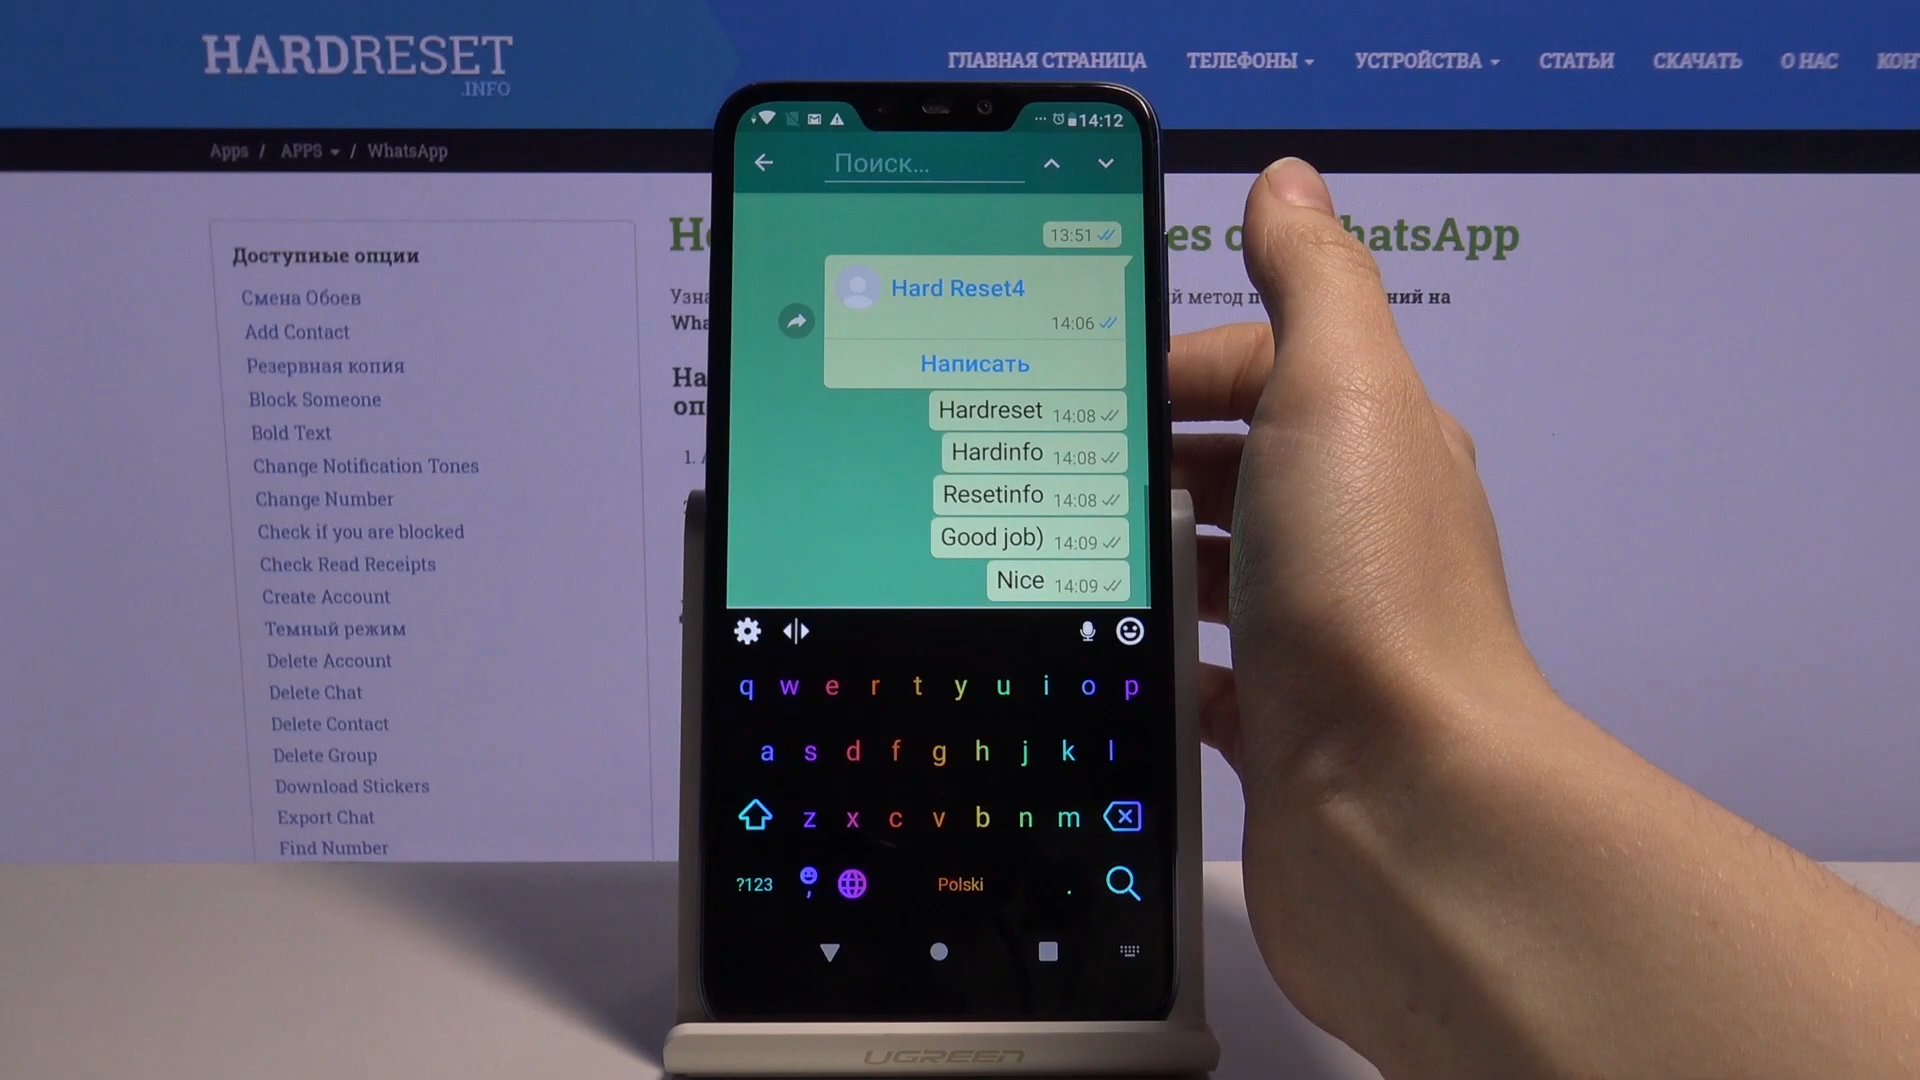 HARDRESET
.INFO
ГЛАВНАЯ СТРАНИЦА ТЕЛЕФОНЫ УСТРОЙСТВА СТАТЬИ СКАЧАТЬ О НАС
Apps / APPS / WhatsApp
Доступные опции
Смена Обоев
Add Contact
Резервная копия
Block Someone
Bold Text
Change Notification Tones
Change Number
Check if you are blocked
Check Read Receipts
Create Account
Темный режим
Delete Account
Delete Chat
Delete Contact
Delete Group
Download Stickers
Export Chat
Find Number
hatsApp
й метод
1.
14:12
Поиск...
13:51
Hard Reset4
14:06
Написать
Hardreset 14:08
Hardinfo 14:08
Resetinfo 14:08
Good job) 14:09
Nice 14:09
q w e r t y u i o p
a s d f g h j k l
z x c v b n m
?123 , Polski .
UGREEN